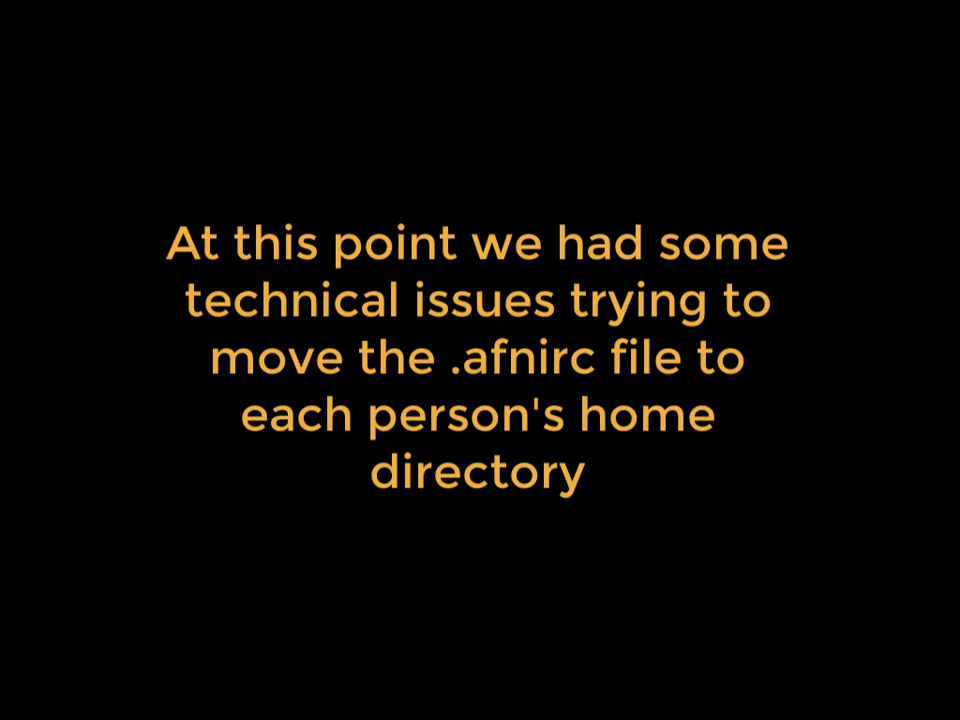 At this point we had some
technical issues trying to
move the .afnirc file to
each person's home
directory